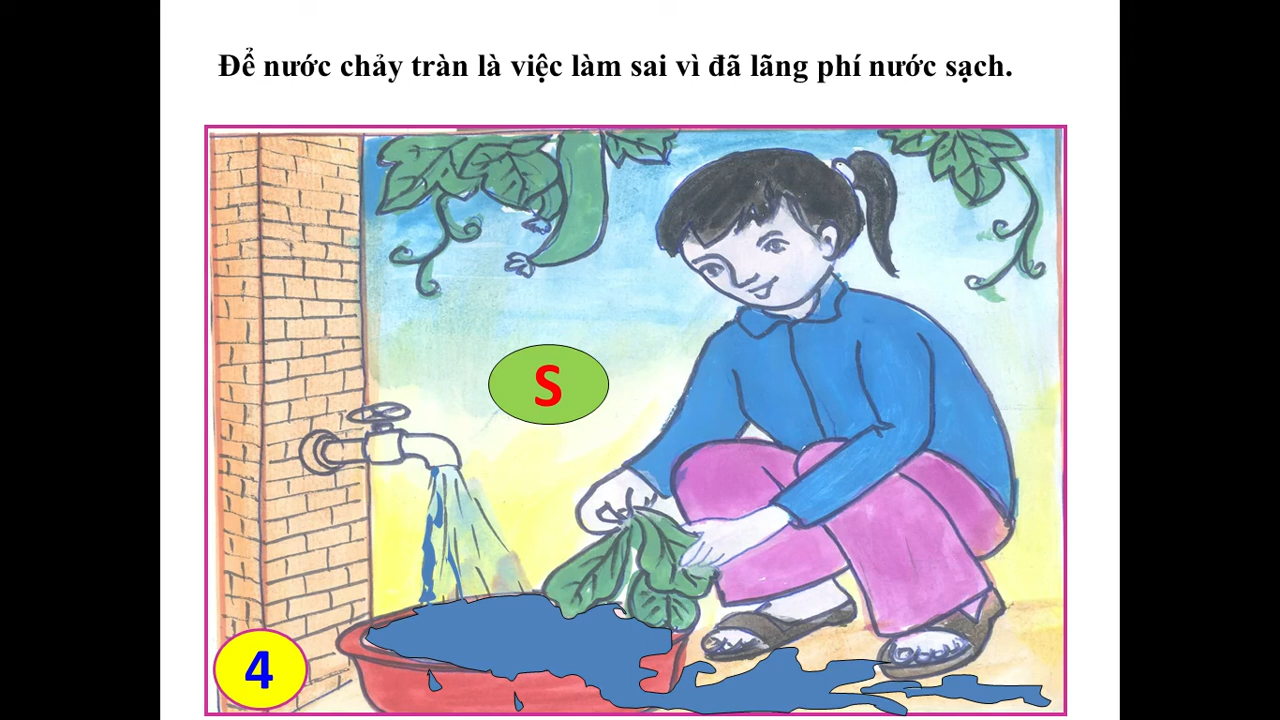 Để nước chảy tràn là việc làm sai vì đã lãng phí nước sạch.
S
4